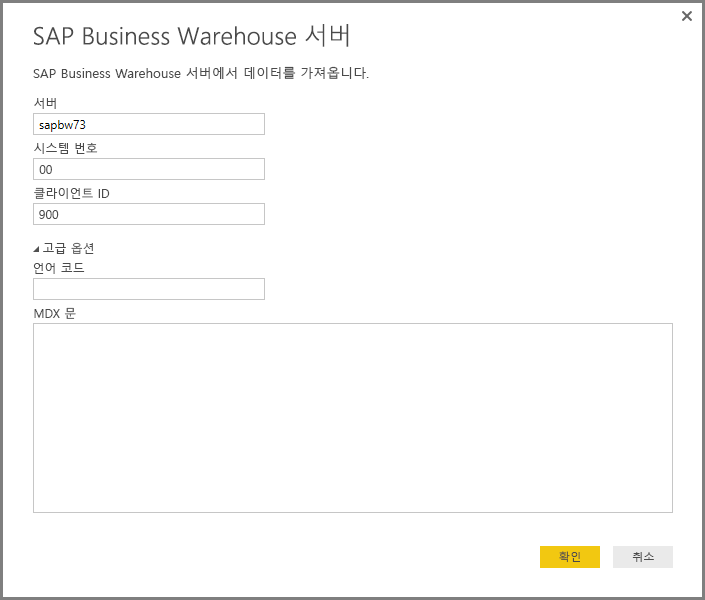 SAP Business Warehouse 서버
SAP Business Warehouse 서버에서 데이터를 가져옵니다.
서버
sapbw73
시스템 번호
00
클라이언트 ID
900
고급 옵션
언어 코드
MDX 문
확인 취소